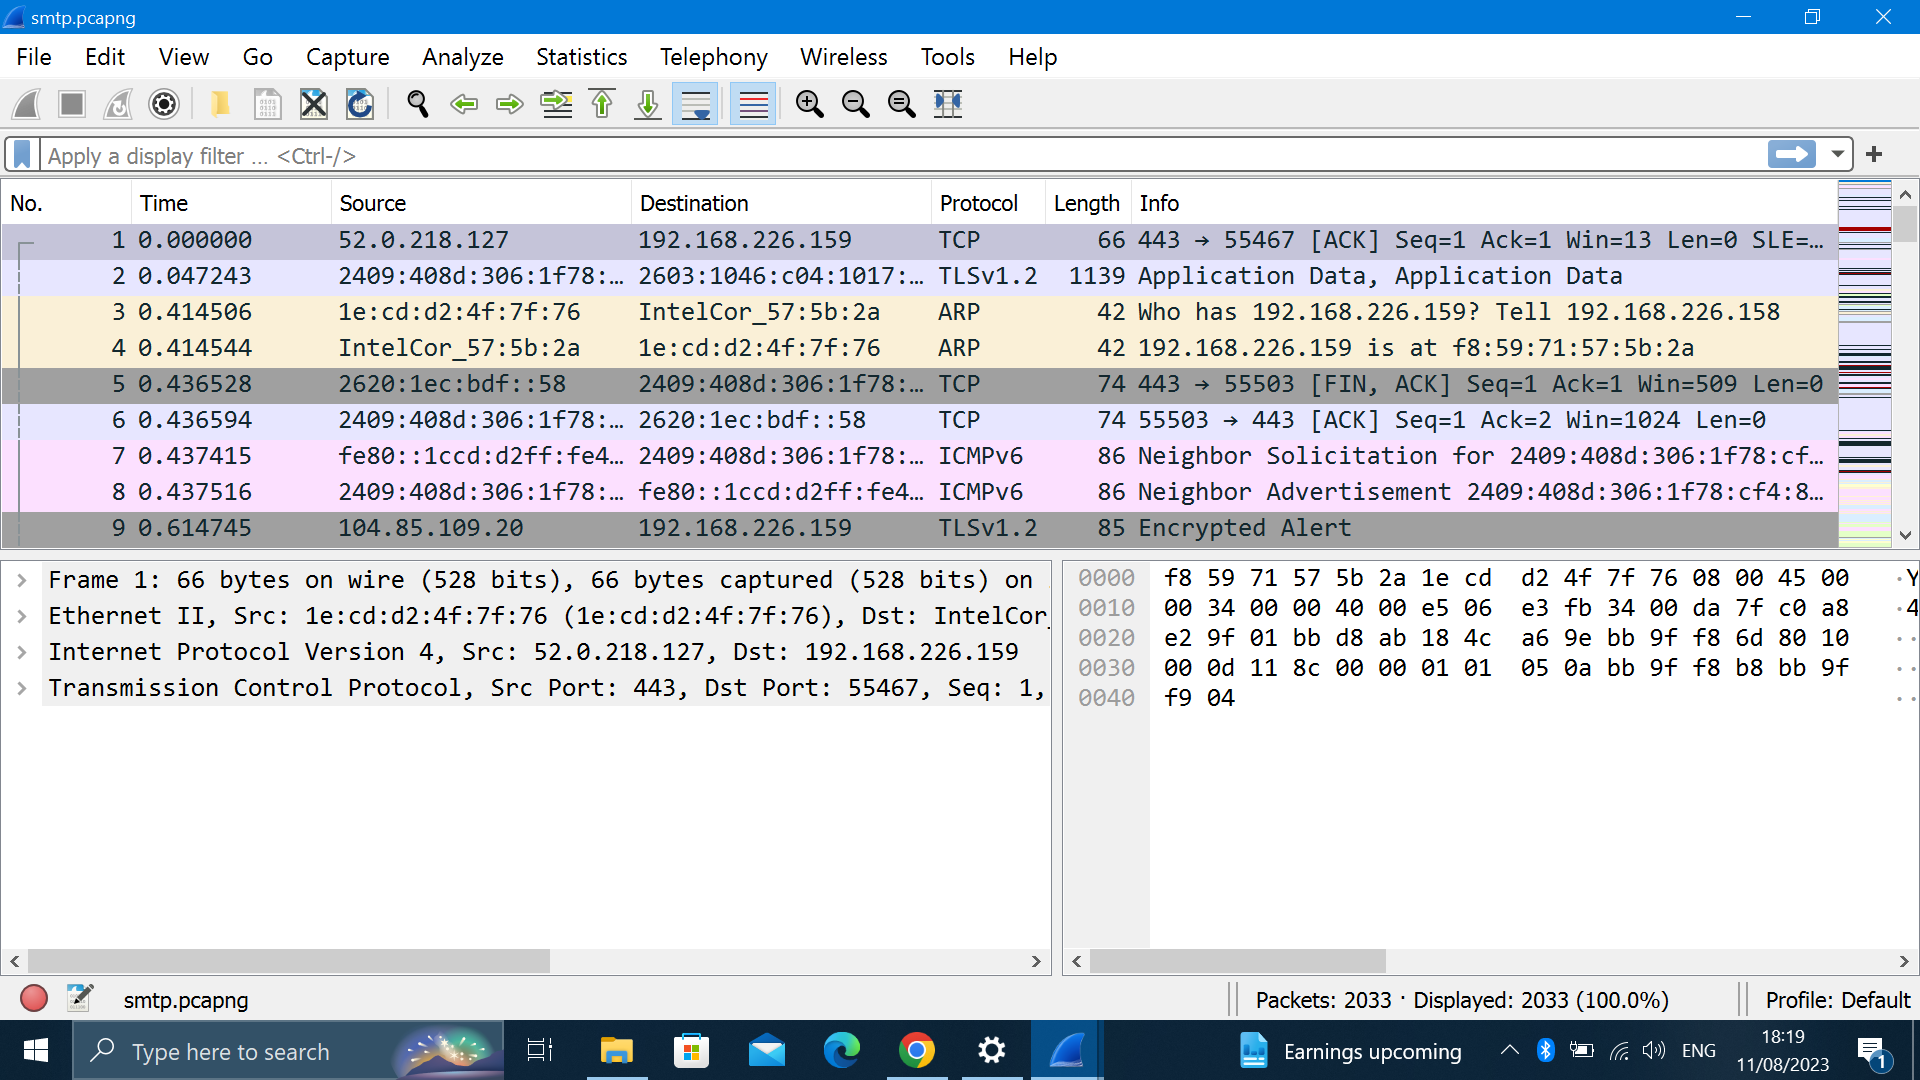 smtp.pcapng
File Edit View Go Capture Analyze Statistics Telephony Wireless Tools Help
Apply a display filter … <Ctrl-/>
No. Time Source Destination Protocol Length Info
1 0.000000 52.0.218.127 192.168.226.159 TCP 66 443 → 55467 [ACK] Seq=1 Ack=1 Win=13 Len=0 SLE=…
2 0.047243 2409:408d:306:1f78:… 2603:1046:c04:1017:… TLSv1.2 1139 Application Data, Application Data
3 0.414506 1e:cd:d2:4f:7f:76 IntelCor_57:5b:2a ARP 42 Who has 192.168.226.159? Tell 192.168.226.158
4 0.414544 IntelCor_57:5b:2a 1e:cd:d2:4f:7f:76 ARP 42 192.168.226.159 is at f8:59:71:57:5b:2a
5 0.436528 2620:1ec:bdf::58 2409:408d:306:1f78:… TCP 74 443 → 55503 [FIN, ACK] Seq=1 Ack=1 Win=509 Len=0
6 0.436594 2409:408d:306:1f78:… 2620:1ec:bdf::58 TCP 74 55503 → 443 [ACK] Seq=1 Ack=2 Win=1024 Len=0
7 0.437415 fe80::1ccd:d2ff:fe4… 2409:408d:306:1f78:… ICMPv6 86 Neighbor Solicitation for 2409:408d:306:1f78:cf…
8 0.437516 2409:408d:306:1f78:… fe80::1ccd:d2ff:fe4… ICMPv6 86 Neighbor Advertisement 2409:408d:306:1f78:cf4:8…
9 0.614745 104.85.109.20 192.168.226.159 TLSv1.2 85 Encrypted Alert
Frame 1: 66 bytes on wire (528 bits), 66 bytes captured (528 bits) on
Ethernet II, Src: 1e:cd:d2:4f:7f:76 (1e:cd:d2:4f:7f:76), Dst: IntelCor_
Internet Protocol Version 4, Src: 52.0.218.127, Dst: 192.168.226.159
Transmission Control Protocol, Src Port: 443, Dst Port: 55467, Seq: 1,
0000 f8 59 71 57 5b 2a 1e cd d2 4f 7f 76 08 00 45 00 ·Y
0010 00 34 00 00 40 00 e5 06 e3 fb 34 00 da 7f c0 a8 ·4
0020 e2 9f 01 bb d8 ab 18 4c a6 9e bb 9f f8 6d 80 10 ··
0030 00 0d 11 8c 00 00 01 01 05 0a bb 9f f8 b8 bb 9f ··
0040 f9 04 ··
smtp.pcapng
Packets: 2033 · Displayed: 2033 (100.0%)
Profile: Default
Type here to search
Earnings upcoming
ENG
18:19
11/08/2023
1